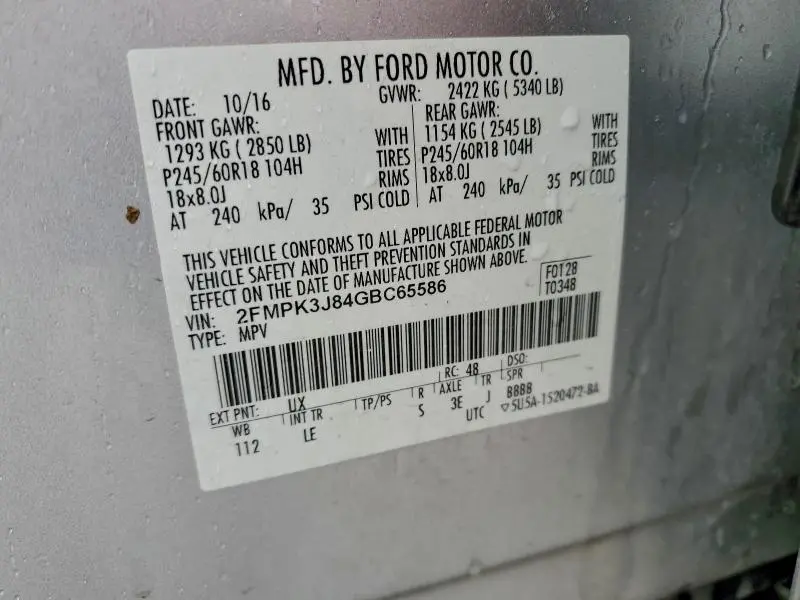 MFD. BY FORD MOTOR CO.
DATE: 10/16 GVWR: 2422 KG ( 5340 LB)
FRONT GAWR: REAR GAWR:
1293 KG ( 2850 LB) WITH 1154 KG ( 2545 LB) WITH
P245/60R18 104H TIRES P245/60R18 104H TIRES
18x8.0J RIMS 18x8.0J RIMS
AT 240 kPa/ 35 PSI COLD AT 240 kPa/ 35 PSI COLD
THIS VEHICLE CONFORMS TO ALL APPLICABLE FEDERAL MOTOR
VEHICLE SAFETY AND THEFT PREVENTION STANDARDS IN
EFFECT ON THE DATE OF MANUFACTURE SHOWN ABOVE.
F0128
T0348
VIN: 2FMPK3J84GBC65586
TYPE: MPV
EXT PNT: UX RC: 48 DSO:
WB INT TR TP/PS R AXLE TR SPR
112 LE S 3E J BBBB
UTC ▽5U5A-1520472-BA